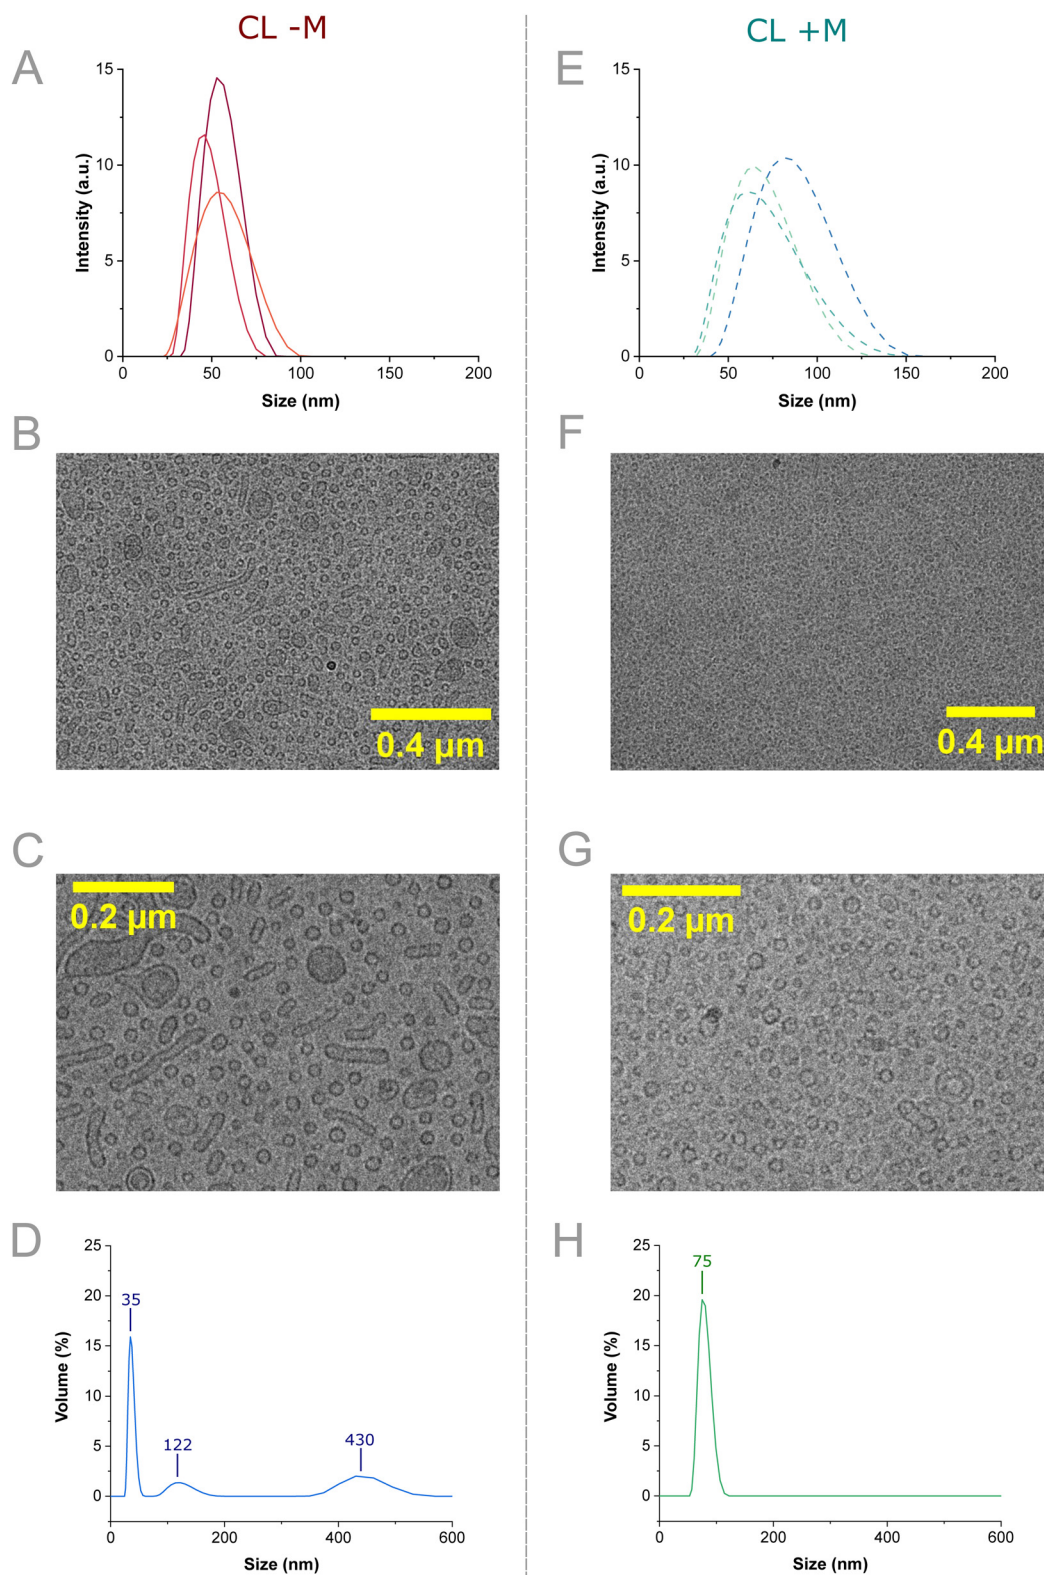 CL -M
A
15
10
5
0
Intensity (a.u.)
0 50 100 150 200
Size (nm)
B
0.4 µm
C
0.2 µm
D
25
20
15
10
5
0
Volume (%)
35
122
430
0 200 400 600
Size (nm)
CL +M
E
15
10
5
0
Intensity (a.u.)
0 50 100 150 200
Size (nm)
F
0.4 µm
G
0.2 µm
H
25
20
15
10
5
0
Volume (%)
75
0 200 400 600
Size (nm)